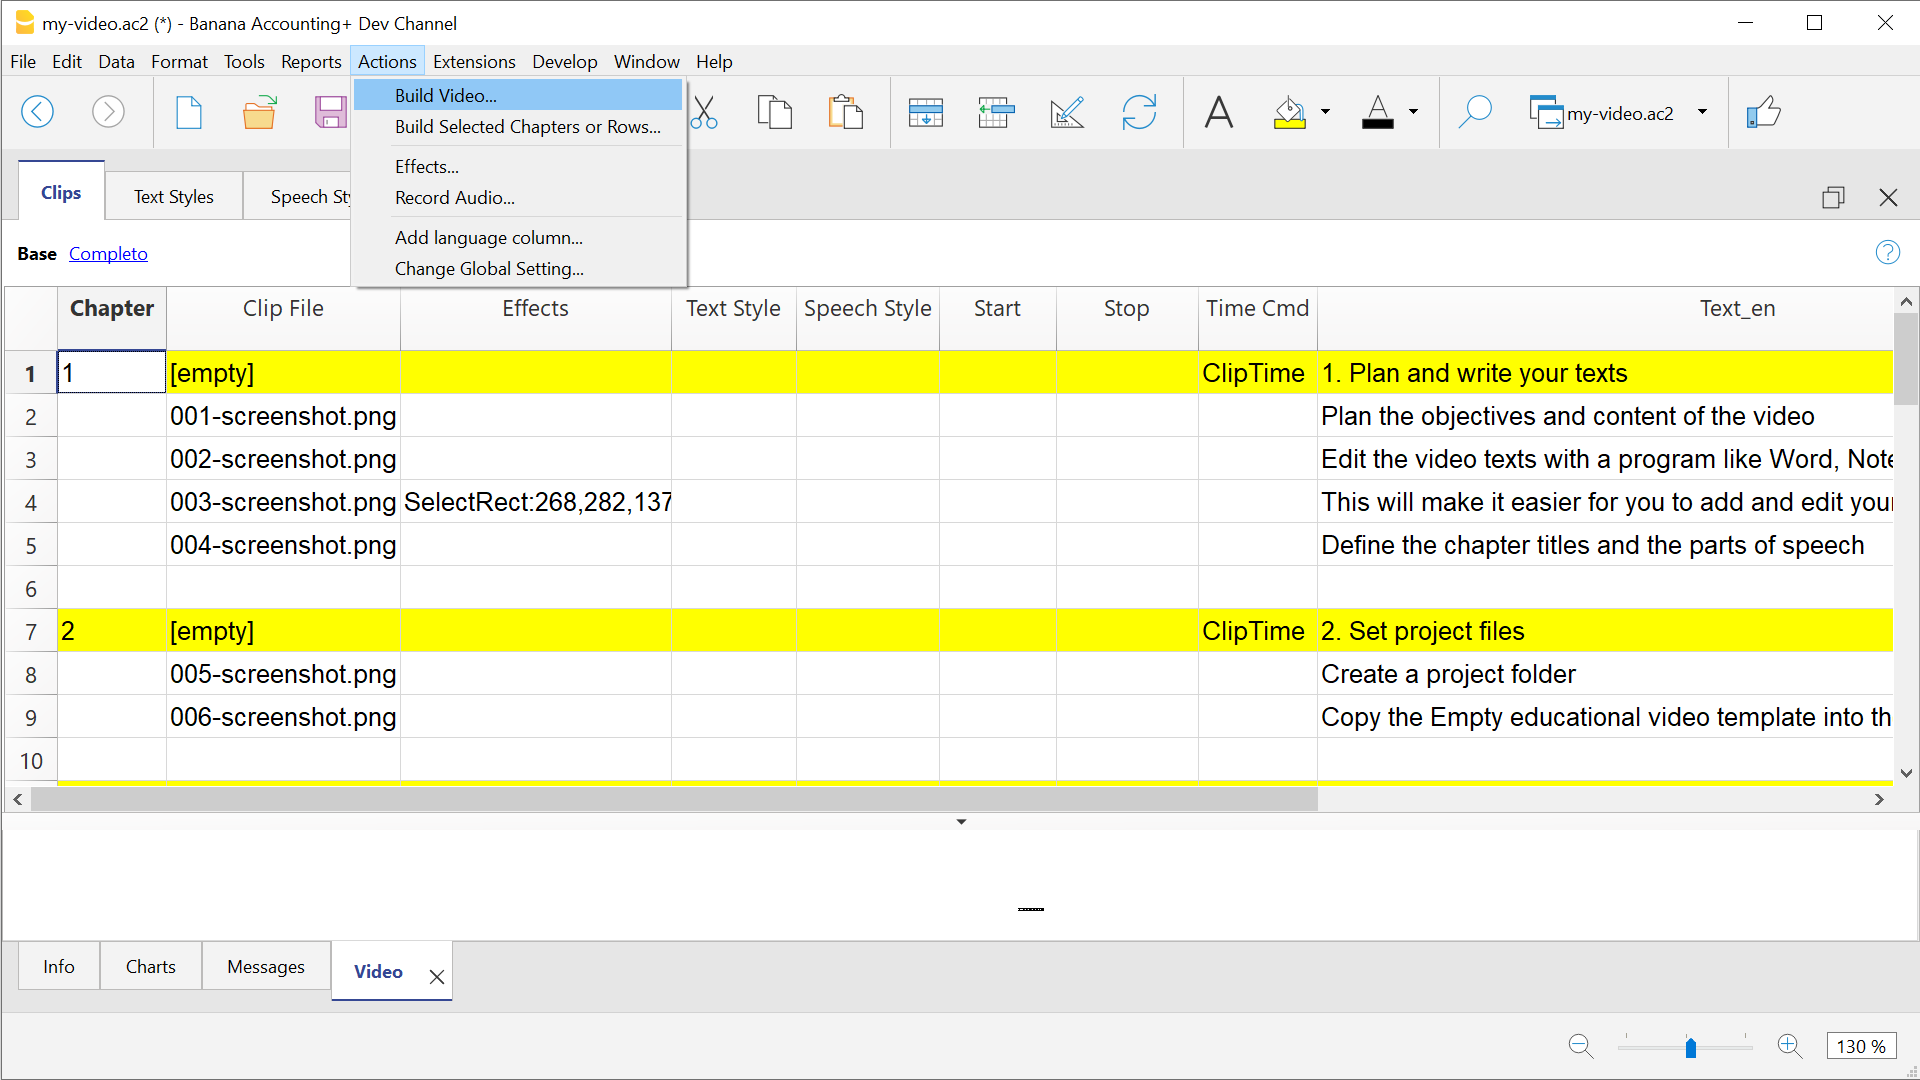 my-video.ac2 (*) - Banana Accounting+ Dev Channel
File Edit Data Format Tools Reports Actions Extensions Develop Window Help
Build Video...
Build Selected Chapters or Rows...
Effects...
Record Audio...
Add language column...
Change Global Setting...
my-video.ac2
Clips Text Styles Speech Sty
Base Completo
Chapter Clip File Effects Text Style Speech Style Start Stop Time Cmd Text_en
1 1 [empty] ClipTime 1. Plan and write your texts
2 001-screenshot.png Plan the objectives and content of the video
3 002-screenshot.png Edit the video texts with a program like Word, Note
4 003-screenshot.png SelectRect:268,282,137 This will make it easier for you to add and edit your
5 004-screenshot.png Define the chapter titles and the parts of speech
6
7 2 [empty] ClipTime 2. Set project files
8 005-screenshot.png Create a project folder
9 006-screenshot.png Copy the Empty educational video template into th
10
Info Charts Messages Video
130 %